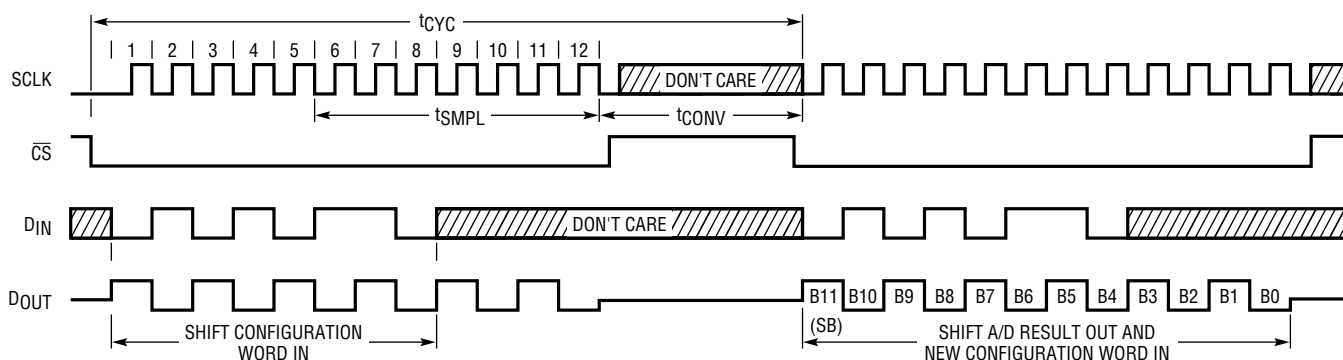 tCYC
1 2 3 4 5 6 7 8 9 10 11 12
SCLK
DON'T CARE
tSMPL
tCONV
CS
DIN
DON'T CARE
DOUT
B11 B10 B9 B8 B7 B6 B5 B4 B3 B2 B1 B0
(SB)
SHIFT CONFIGURATION
WORD IN
SHIFT A/D RESULT OUT AND
NEW CONFIGURATION WORD IN